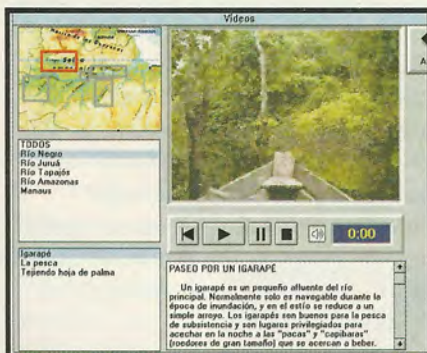 Vídeos
TODOS
Río Negro
Río Juruá
Río Tapajós
Río Amazonas
Manaus
Igarapé
La pesca
Tejiendo hoja de palma
0:00
PASEO POR UN IGARAPÉ
Un igarapé es un pequeño afluente del río
principal. Normalmente solo es navegable durante la
época de inundación, y en el estío se reduce a un
simple arroyo. Los igarapés son buenos para la pesca
de subsistencia y son lugares privilegiados para
acechar en la noche a las "pacas" y "capibaras"
(roedores de gran tamaño) que se acercan a beber.